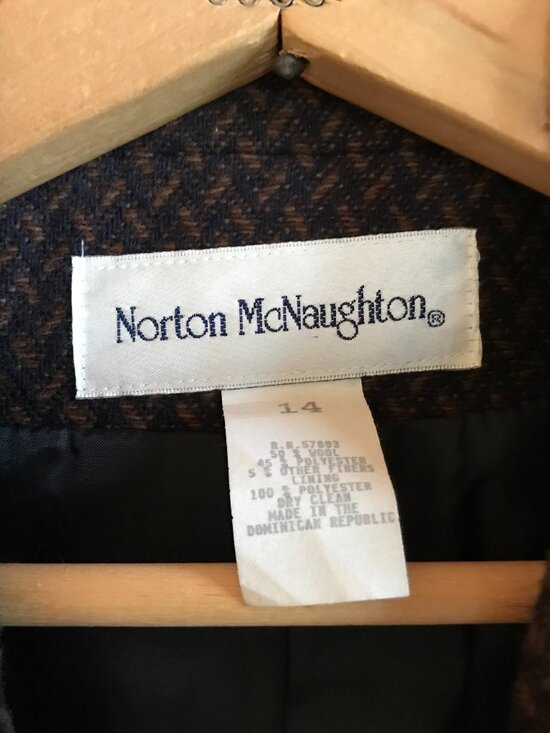 Norton McNaughton®
14
R.N.57803
50 % WOOL
45 % POLYESTER
5 % OTHER FIBERS
LINING
100 % POLYESTER
DRY CLEAN
MADE IN THE
DOMINICAN REPUBLIC